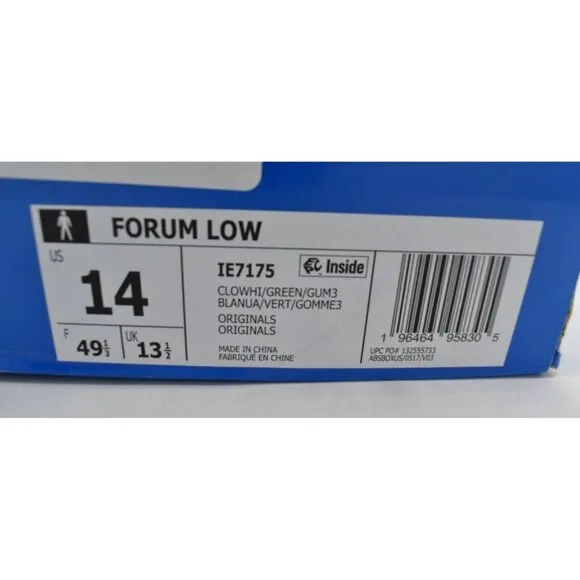 FORUM LOW
US
14
F
49⅓
UK
13½
IE7175
Inside
CLOWHI/GREEN/GUM3
BLANUA/VERT/GOMME3
ORIGINALS
ORIGINALS
MADE IN CHINA
FABRIQUÉ EN CHINE
1 96464 95830 5
UPC PO# 132555733
ABSBOXUS/0517/V03